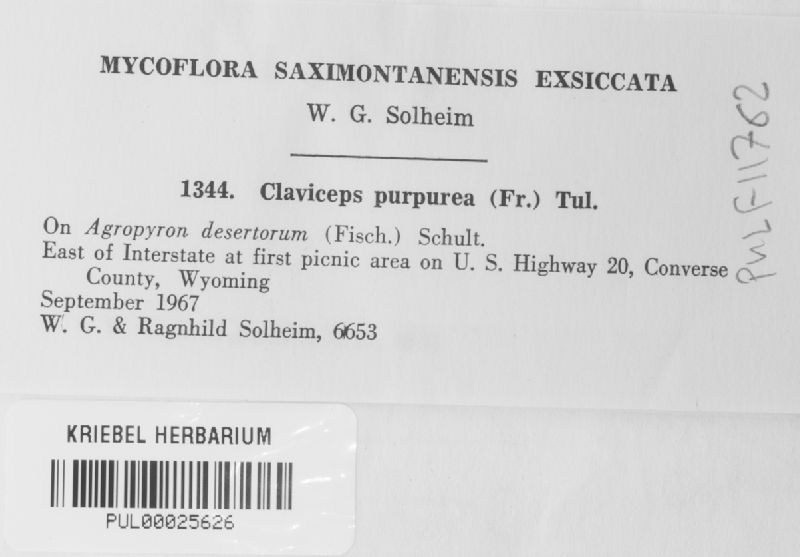 MYCOFLORA SAXIMONTANENSIS EXSICCATA
W. G. Solheim
1344. Claviceps purpurea (Fr.) Tul.
On Agropyron desertorum (Fisch.) Schult.
East of Interstate at first picnic area on U. S. Highway 20, Converse
County, Wyoming
September 1967
W. G. & Ragnhild Solheim, 6653
PUL F11762
KRIEBEL HERBARIUM
PUL00025626